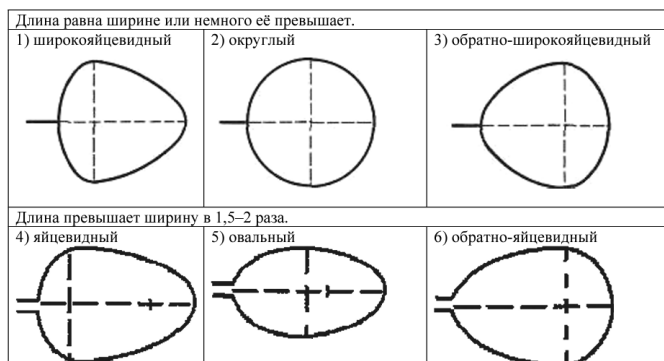 Длина равна ширине или немного её превышает.
1) широкояйцевидный
2) округлый
3) обратно-широкояйцевидный
Длина превышает ширину в 1,5–2 раза.
4) яйцевидный
5) овальный
6) обратно-яйцевидный